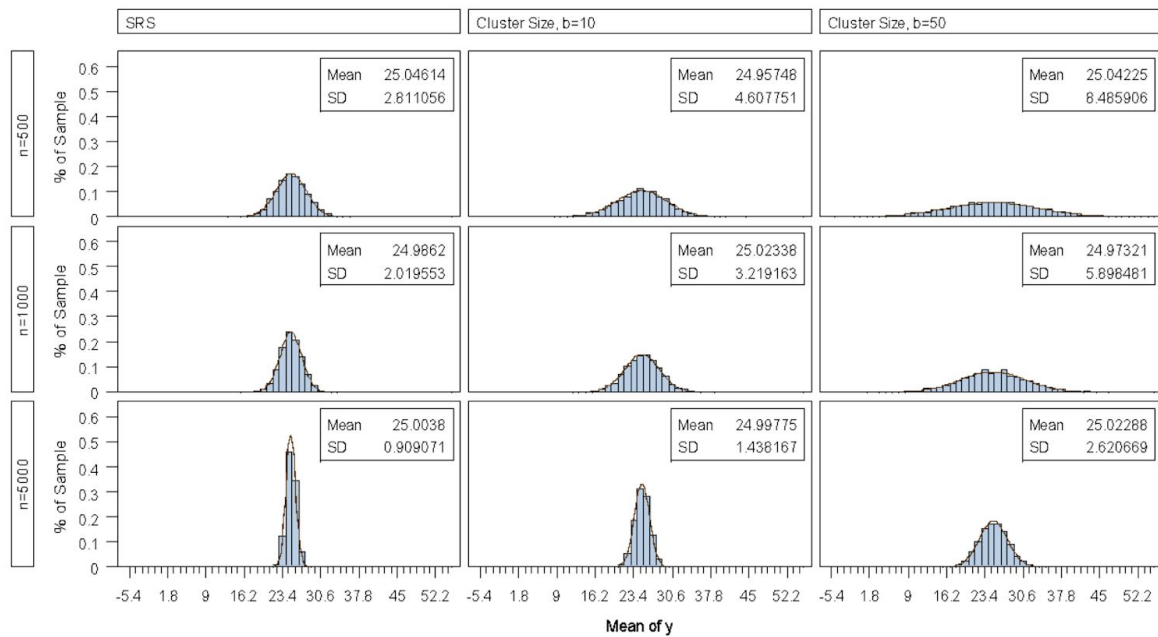 SRS
Cluster Size, b=10
Cluster Size, b=50
n=500
% of Sample
0.6
0.5
0.4
0.3
0.2
0.1
0
Mean 25.04614
SD 2.811056
Mean 24.95748
SD 4.607751
Mean 25.04225
SD 8.485906
n=1000
% of Sample
0.6
0.5
0.4
0.3
0.2
0.1
0
Mean 24.9862
SD 2.019553
Mean 25.02338
SD 3.219163
Mean 24.97321
SD 5.898481
n=5000
% of Sample
0.6
0.5
0.4
0.3
0.2
0.1
0
Mean 25.0038
SD 0.909071
Mean 24.99775
SD 1.438167
Mean 25.02288
SD 2.620669
-5.4 1.8 9 16.2 23.4 30.6 37.8 45 52.2
-5.4 1.8 9 16.2 23.4 30.6 37.8 45 52.2
-5.4 1.8 9 16.2 23.4 30.6 37.8 45 52.2
Mean of y